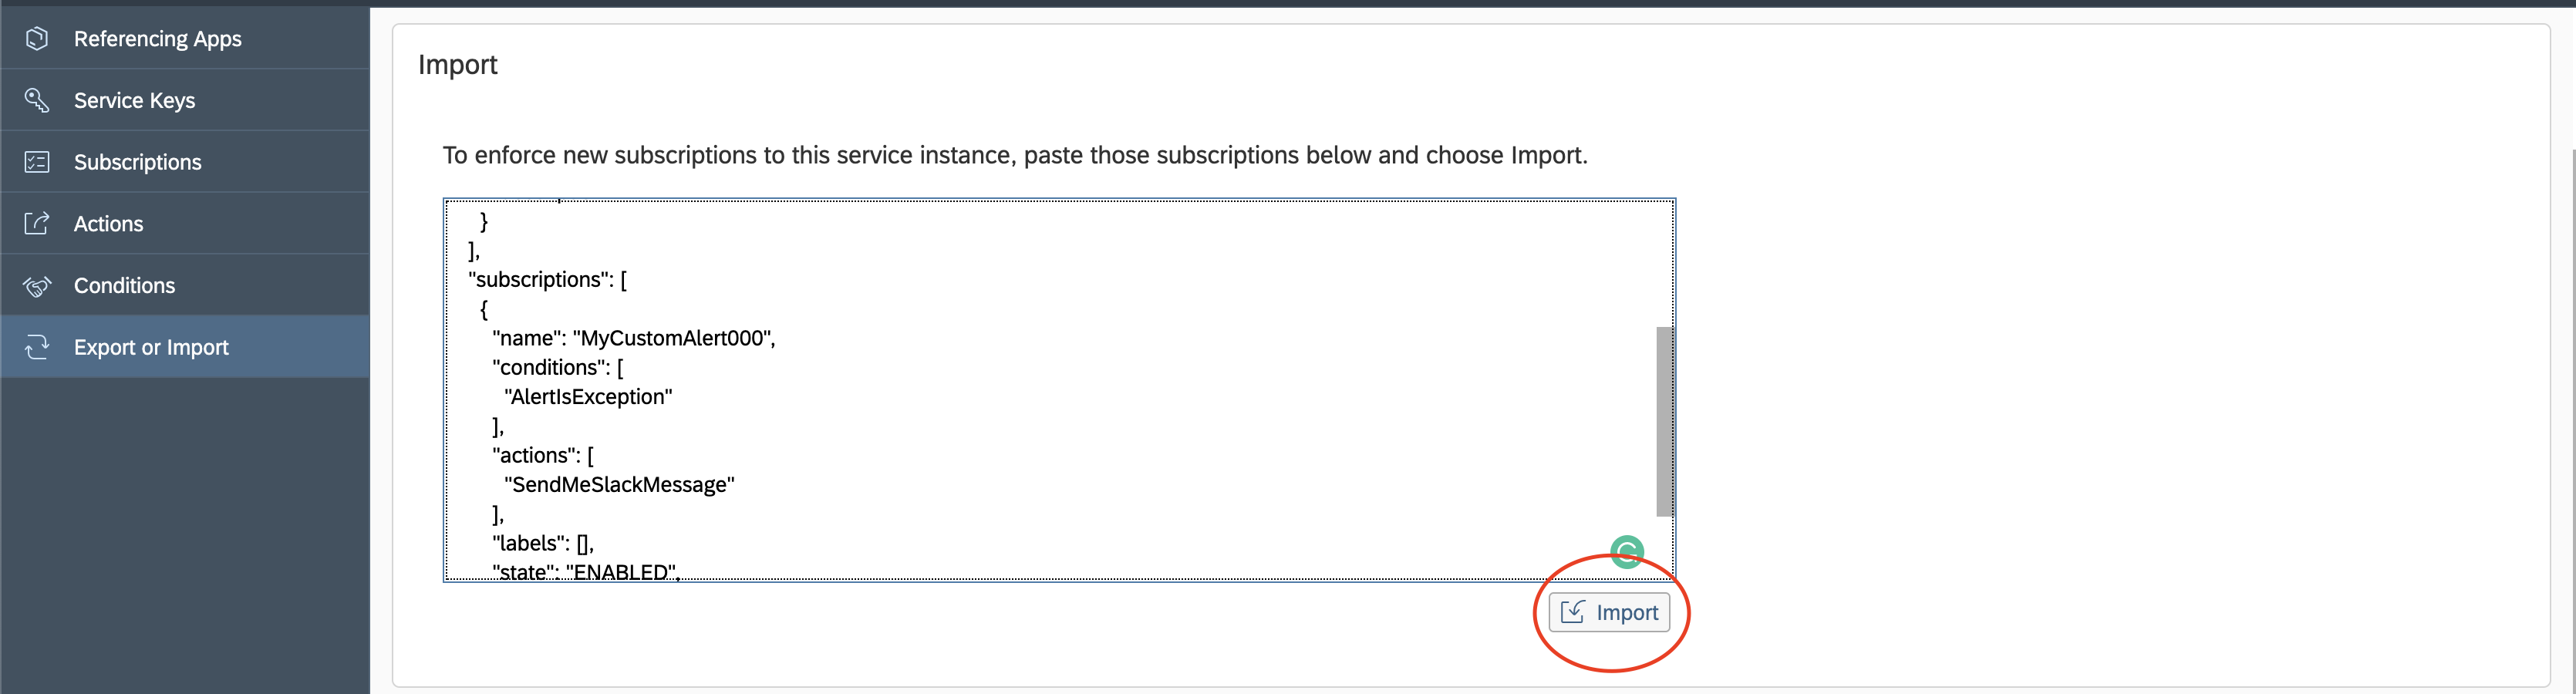 Referencing Apps
Service Keys
Subscriptions
Actions
Conditions
Export or Import
Import
To enforce new subscriptions to this service instance, paste those subscriptions below and choose Import.
}
],
"subscriptions": [
{
"name": "MyCustomAlert000",
"conditions": [
"AlertIsException"
],
"actions": [
"SendMeSlackMessage"
],
"labels": [],
"state": "ENABLED",
Import